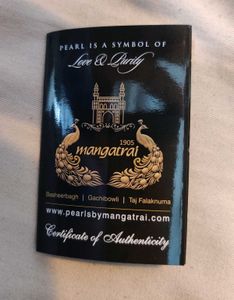 PEARL IS A SYMBOL OF
Love & Purity
1905
mangatrai
Basheerbagh | Gachibowli | Taj Falaknuma
www.pearlsbymangatrai.com
Certificate of Authenticity